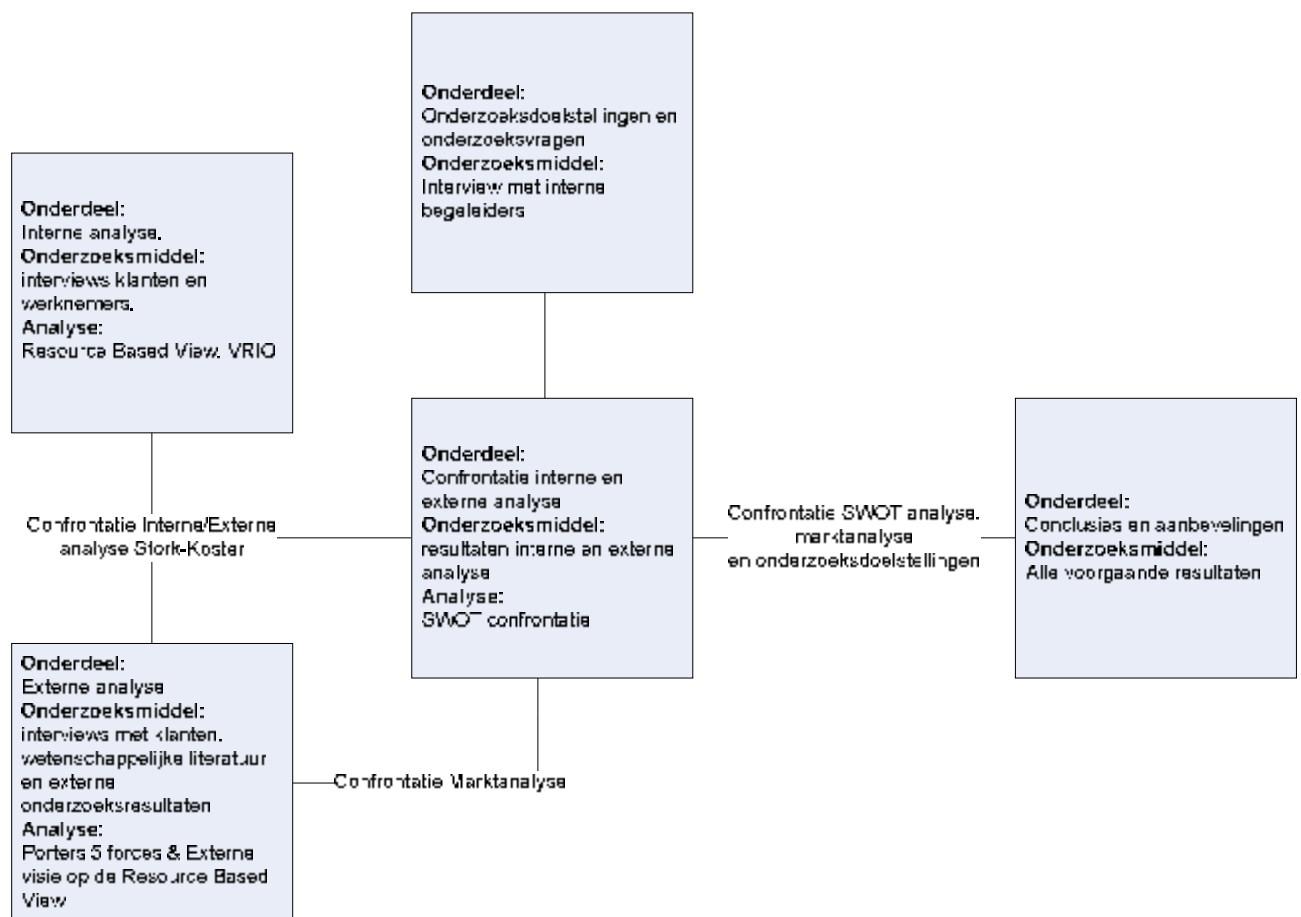 Onderdeel:
Onderzoeksdoelstellingen en
onderzoeksvragen
Onderzoeksmiddel:
Interview met interne
begeleiders
Onderdeel:
Interne analyse.
Onderzoeksmiddel:
interviews klanten en
werknemers.
Analyse:
Resource Based View. VRIO
Confrontatie Interne/Externe
analyse Stork-Koster
Onderdeel:
Confrontatie interne en
externe analyse
Onderzoeksmiddel:
resultaten interne en externe
analyse
Analyse:
SWOT confrontatie
Confrontatie SWOT analyse.
marktanalyse
en onderzoeksdoelstellingen
Onderdeel:
Conclusies en aanbevelingen
Onderzoeksmiddel:
Alle voorgaande resultaten
Onderdeel:
Externe analyse
Onderzoeksmiddel:
interviews met klanten.
wetenschappelijke literatuur
en externe
onderzoeksresultaten
Analyse:
Porters 5 forces & Externe
visie op de Resource Based
View
Confrontatie Marktanalyse